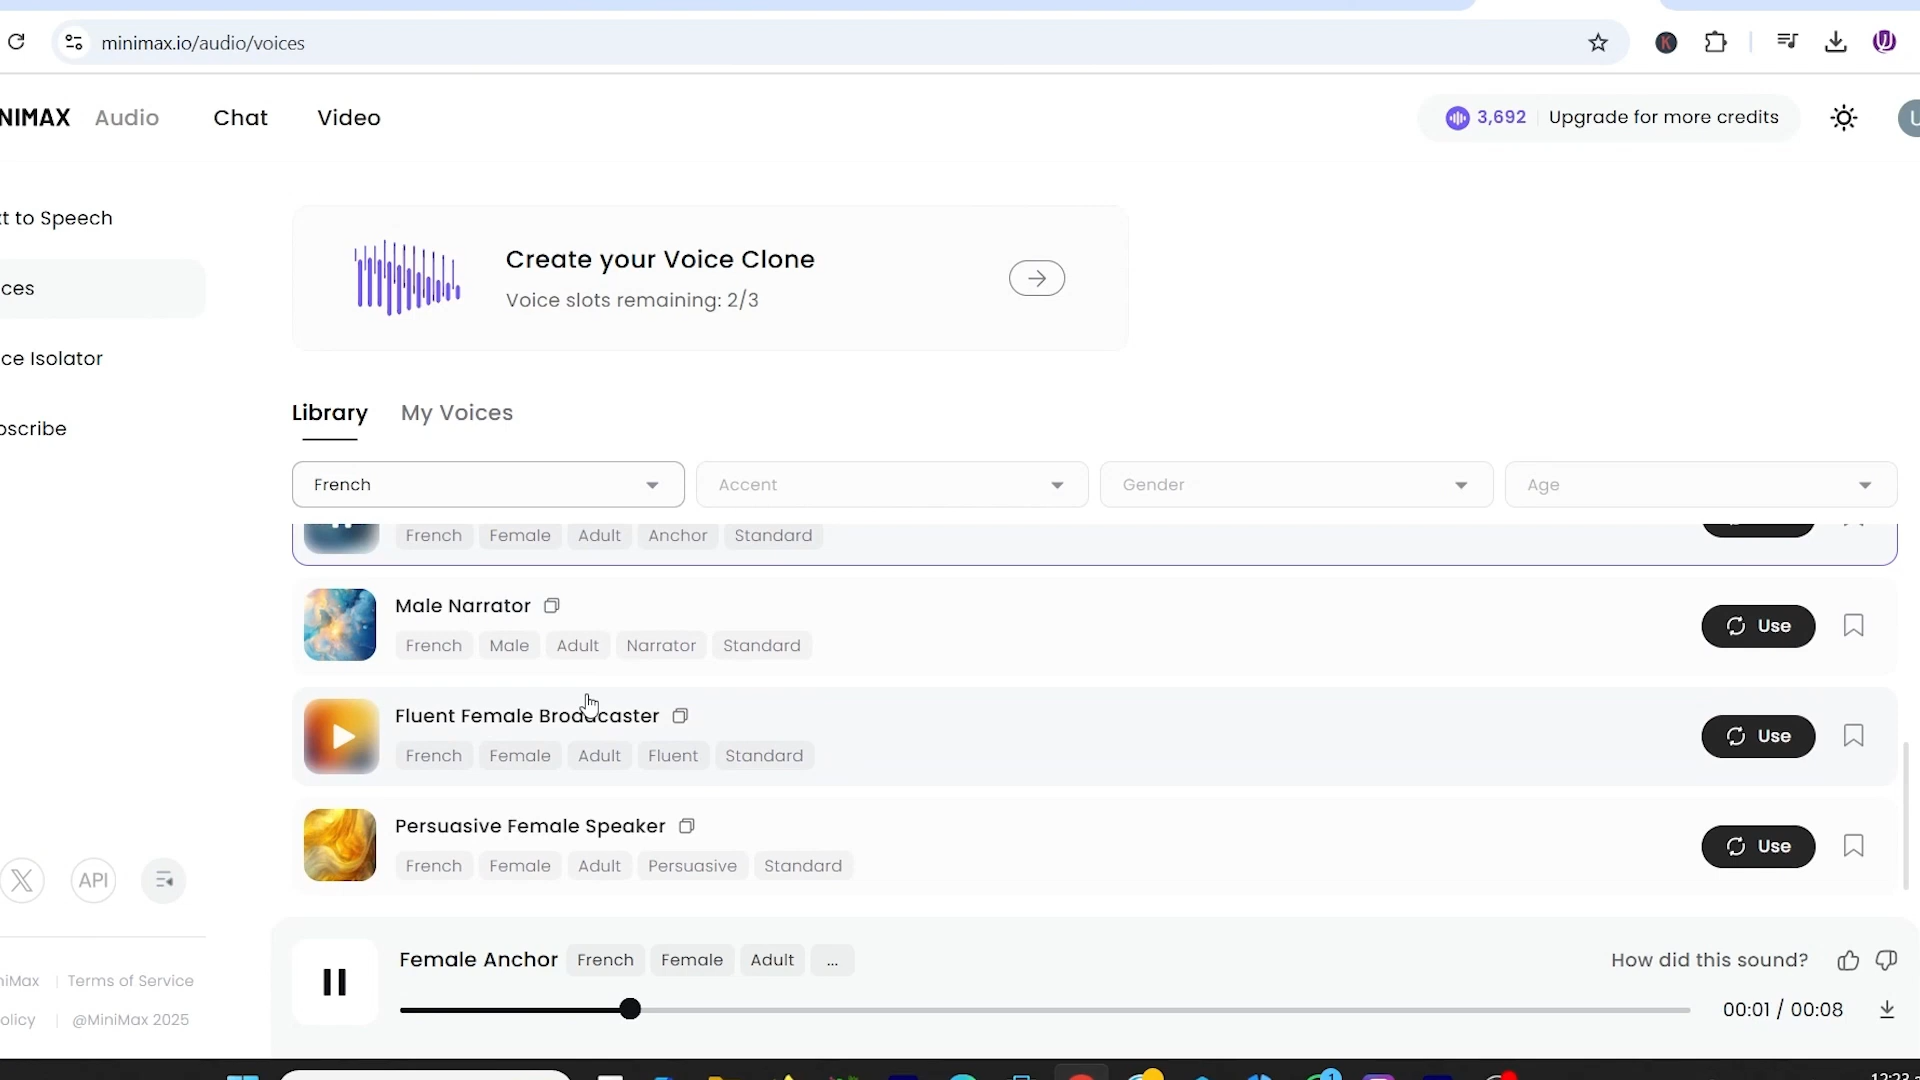 minimax.io/audio/voices
NIMAX Audio Chat Video 3,692 Upgrade for more credits
xt to Speech
ces
ce Isolator
oscribe
Create your Voice Clone
Voice slots remaining: 2/3
Library My Voices
French Accent Gender Age
French Female Adult Anchor Standard
Male Narrator
French Male Adult Narrator Standard
Use
Fluent Female Broadcaster
French Female Adult Fluent Standard
Use
Persuasive Female Speaker
French Female Adult Persuasive Standard
Use
API
niMax | Terms of Service
olicy | @MiniMax 2025
Female Anchor French Female Adult ...
How did this sound?
00:01 / 00:08